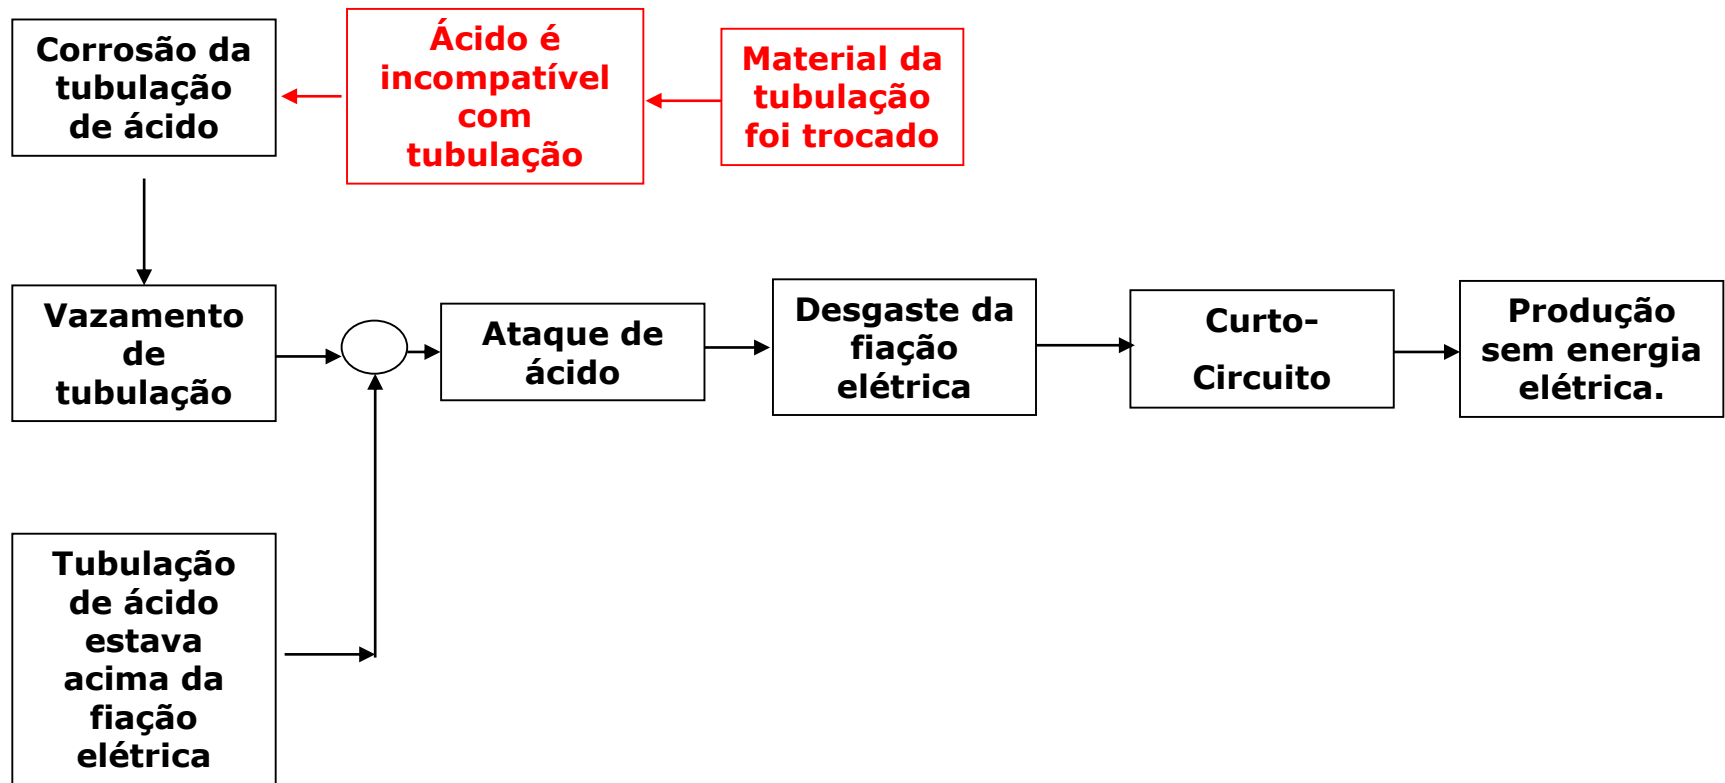 Corrosão da
tubulação
de ácido
Ácido é
incompatível
com
tubulação
Material da
tubulação
foi trocado
Vazamento
de
tubulação
Ataque de
ácido
Desgaste da
fiação
elétrica
Curto-
Circuito
Produção
sem energia
elétrica.
Tubulação
de ácido
estava
acima da
fiação
elétrica